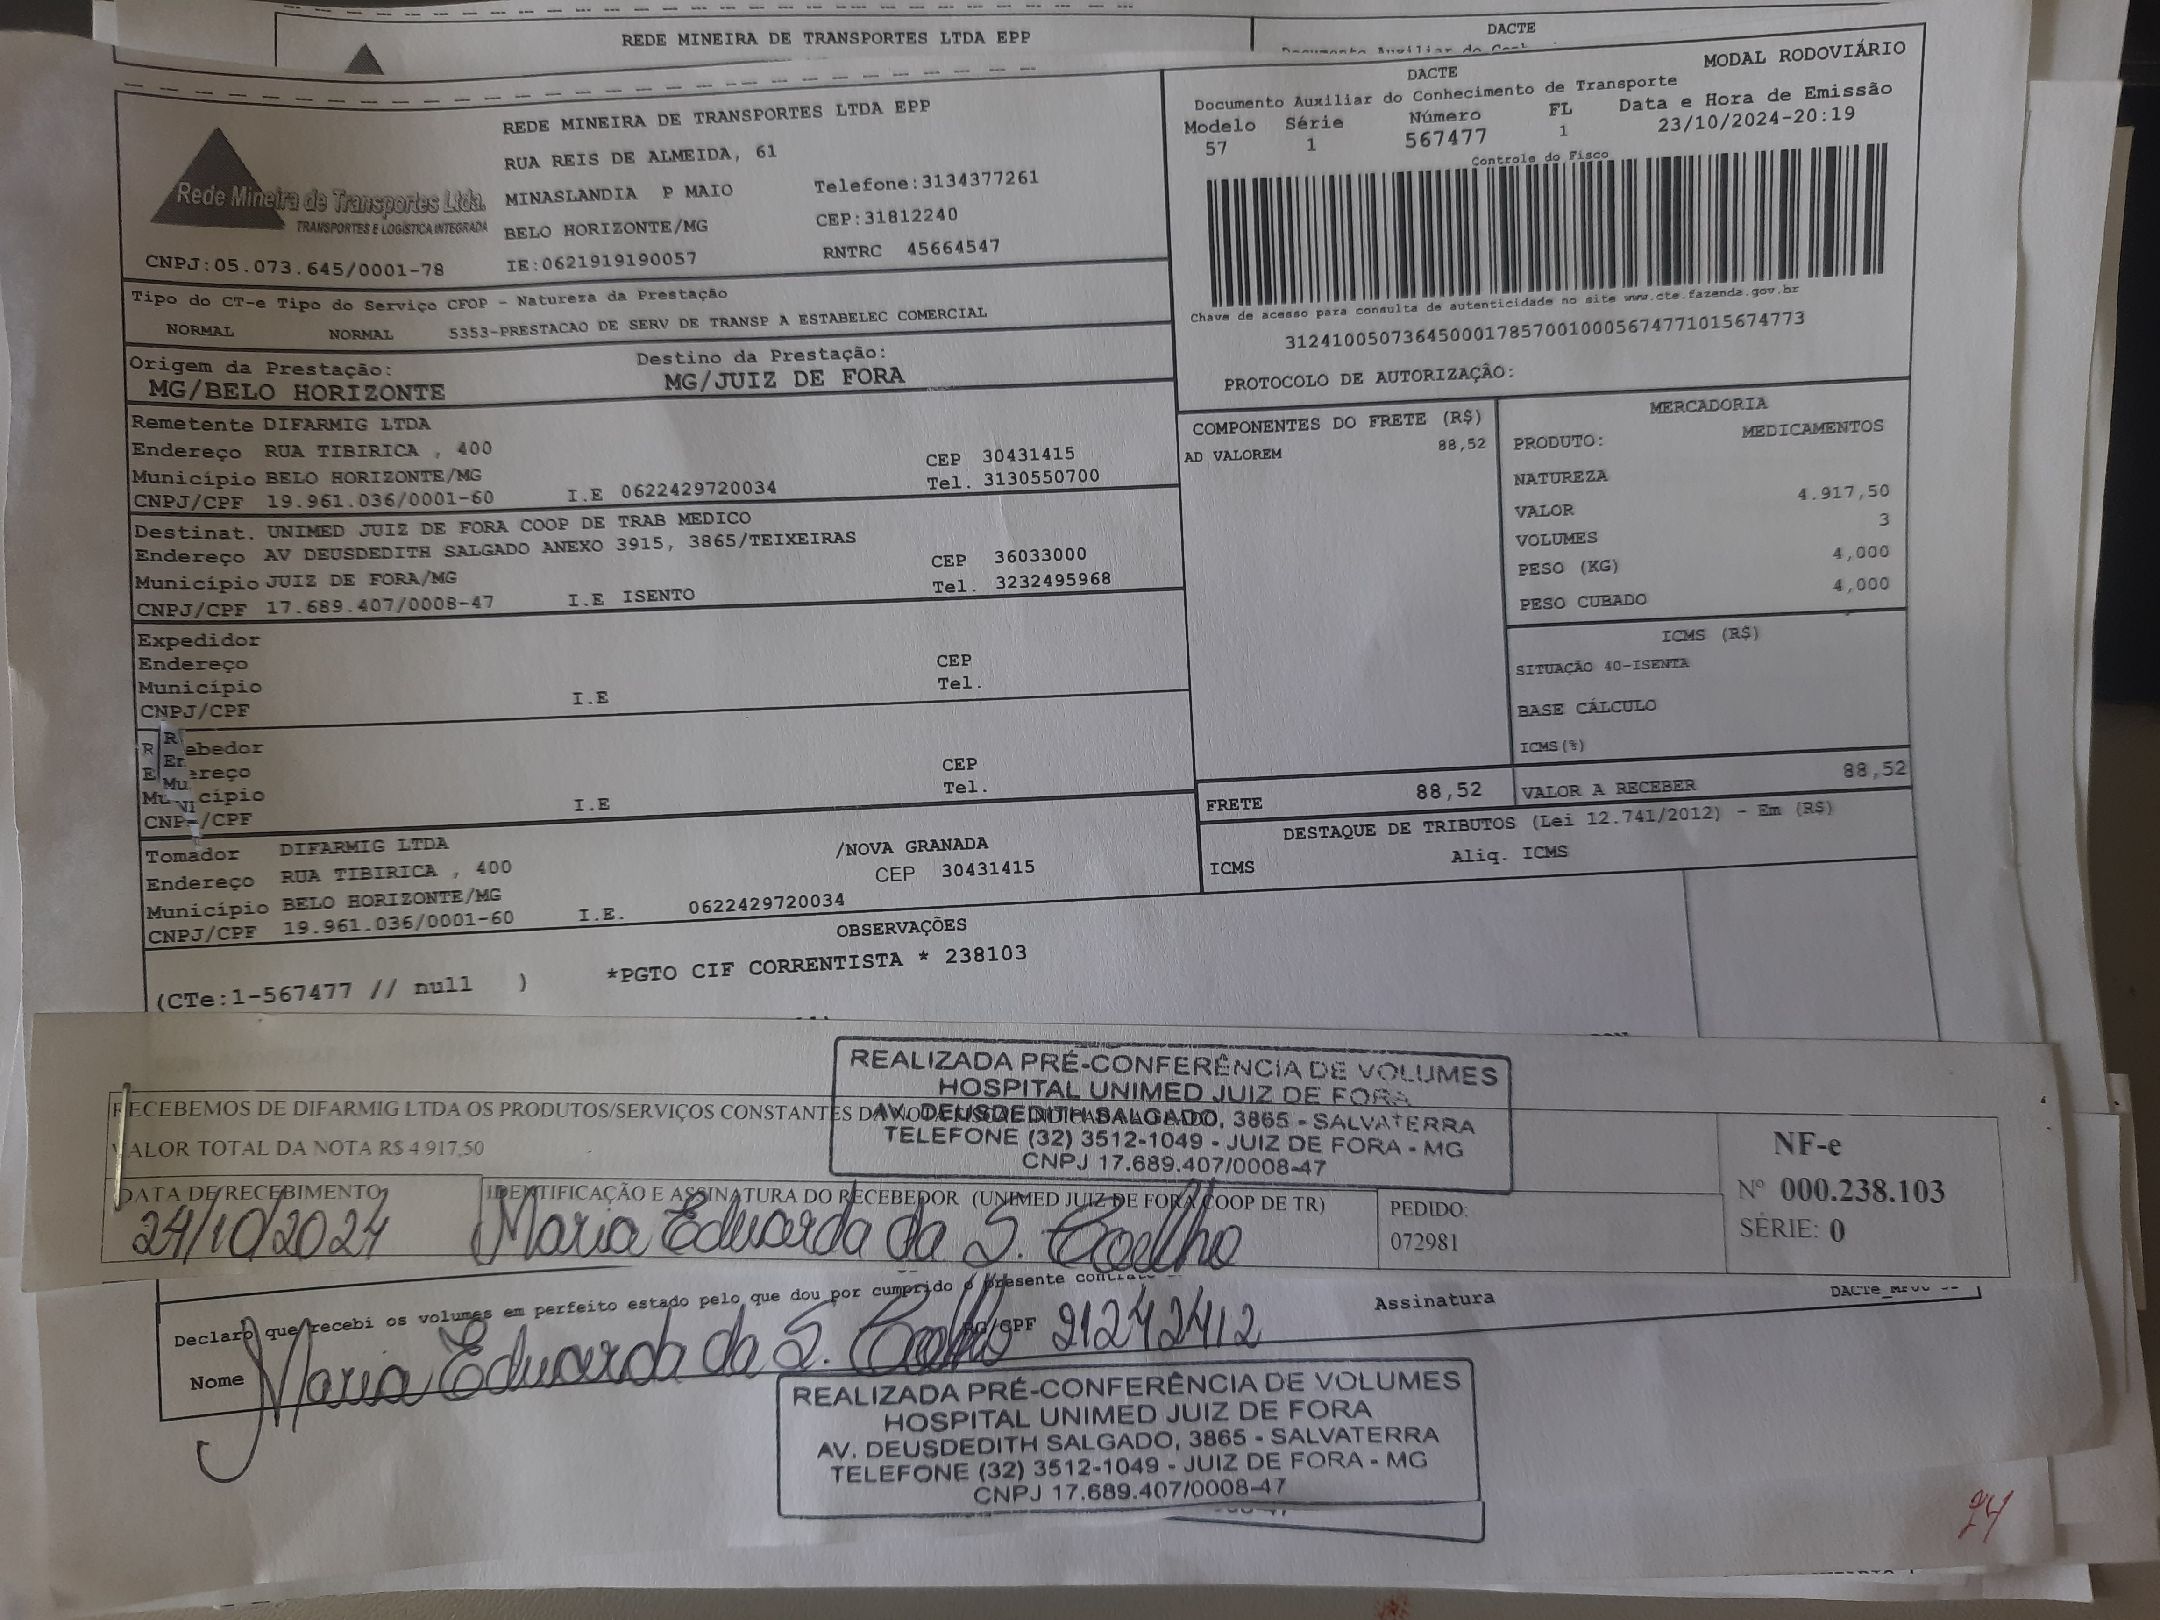 REDE MINEIRA DE TRANSPORTES LTDA EPP
DACTE
REDE MINEIRA DE TRANSPORTES LTDA EPP
RUA REIS DE ALMEIDA, 61
MINASLANDIA P MAIO Telefone:3134377261
BELO HORIZONTE/MG CEP:31812240
IE:0621919190057 RNTRC 45664547
Rede Mineira de Transportes Ltda.
TRANSPORTES E LOGÍSTICA INTEGRADA
CNPJ:05.073.645/0001-78
DACTE MODAL RODOVIÁRIO
Documento Auxiliar do Conhecimento de Transporte
Modelo Série Número FL Data e Hora de Emissão
57 1 567477 1 23/10/2024-20:19
Controle do Fisco
Chave de acesso para consulta de autenticidade no site www.cte.fazenda.gov.br
31241005073645000178570010005674771015674773
PROTOCOLO DE AUTORIZAÇÃO:
Tipo do CT-e Tipo do Serviço CFOP - Natureza da Prestação
NORMAL NORMAL 5353-PRESTACAO DE SERV DE TRANSP A ESTABELEC COMERCIAL
Origem da Prestação: Destino da Prestação:
MG/BELO HORIZONTE MG/JUIZ DE FORA
Remetente DIFARMIG LTDA
Endereço RUA TIBIRICA , 400 CEP 30431415
Município BELO HORIZONTE/MG Tel. 3130550700
CNPJ/CPF 19.961.036/0001-60 I.E 0622429720034
Destinat. UNIMED JUIZ DE FORA COOP DE TRAB MEDICO
Endereço AV DEUSDEDITH SALGADO ANEXO 3915, 3865/TEIXEIRAS CEP 36033000
Município JUIZ DE FORA/MG Tel. 3232495968
CNPJ/CPF 17.689.407/0008-47 I.E ISENTO
Expedidor
Endereço CEP
Município Tel.
CNPJ/CPF I.E
CEP
Tel.
I.E
Tomador DIFARMIG LTDA /NOVA GRANADA
Endereço RUA TIBIRICA , 400 CEP 30431415
Município BELO HORIZONTE/MG
CNPJ/CPF 19.961.036/0001-60 I.E. 0622429720034
COMPONENTES DO FRETE (R$)
AD VALOREM 88,52
MERCADORIA
PRODUTO: MEDICAMENTOS
NATUREZA
VALOR 4.917,50
VOLUMES 3
PESO (KG) 4,000
PESO CUBADO 4,000
ICMS (R$)
SITUAÇÃO 40-ISENTA
BASE CÁLCULO
ICMS(%)
FRETE 88,52 VALOR A RECEBER 88,52
DESTAQUE DE TRIBUTOS (Lei 12.741/2012) - Em (R$)
ICMS Aliq. ICMS
OBSERVAÇÕES
(CTe:1-567477 // null ) *PGTO CIF CORRENTISTA * 238103
REALIZADA PRÉ-CONFERÊNCIA DE VOLUMES
HOSPITAL UNIMED JUIZ DE FORA
AV. DEUSDEDITH SALGADO, 3865 - SALVATERRA
TELEFONE (32) 3512-1049 - JUIZ DE FORA - MG
CNPJ 17.689.407/0008-47
RECEBEMOS DE DIFARMIG LTDA OS PRODUTOS/SERVIÇOS CONSTANTES DA
VALOR TOTAL DA NOTA R$ 4 917,50
DATA DE RECEBIMENTO IDENTIFICAÇÃO E ASSINATURA DO RECEBEDOR (UNIMED JUIZ DE FORA COOP DE TR)
24/10/2024 Maria Eduarda da S. Coelho
PEDIDO:
072981
NF-e
Nº 000.238.103
SÉRIE: 0
Declaro que recebi os volumes em perfeito estado pelo que dou por cumprido o presente
Assinatura
Nome Maria Eduarda da S. Coelho RG/CPF 21242412
REALIZADA PRÉ-CONFERÊNCIA DE VOLUMES
HOSPITAL UNIMED JUIZ DE FORA
AV. DEUSDEDITH SALGADO, 3865 - SALVATERRA
TELEFONE (32) 3512-1049 - JUIZ DE FORA - MG
CNPJ 17.689.407/0008-47
24